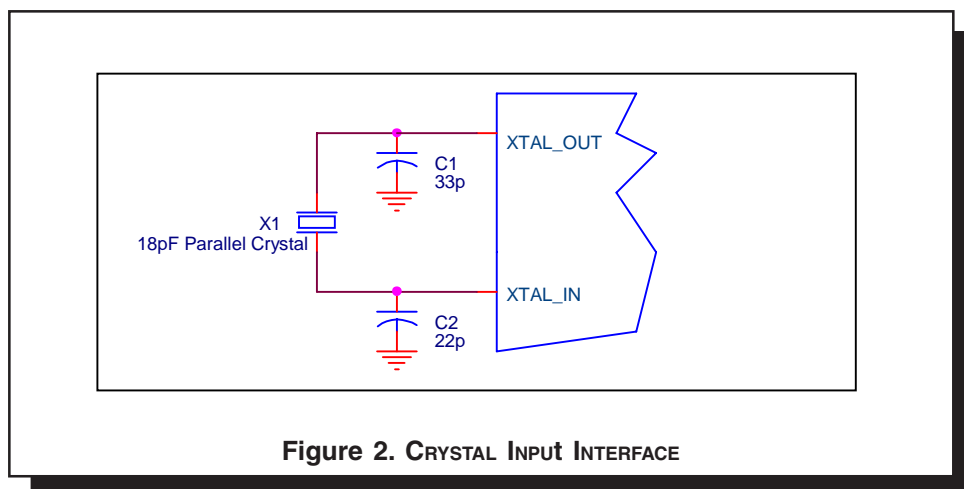 XTAL_OUT
C1
33p
X1
18pF Parallel Crystal
XTAL_IN
C2
22p
Figure 2. CRYSTAL INPUt INTERFACE